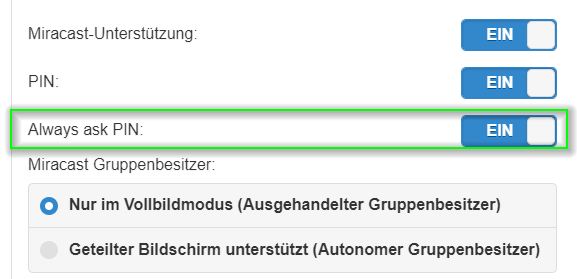 Miracast-Unterstützung: EIN
PIN: EIN
Always ask PIN: EIN
Miracast Gruppenbesitzer:
Nur im Vollbildmodus (Ausgehandelter Gruppenbesitzer)
Geteilter Bildschirm unterstützt (Autonomer Gruppenbesitzer)